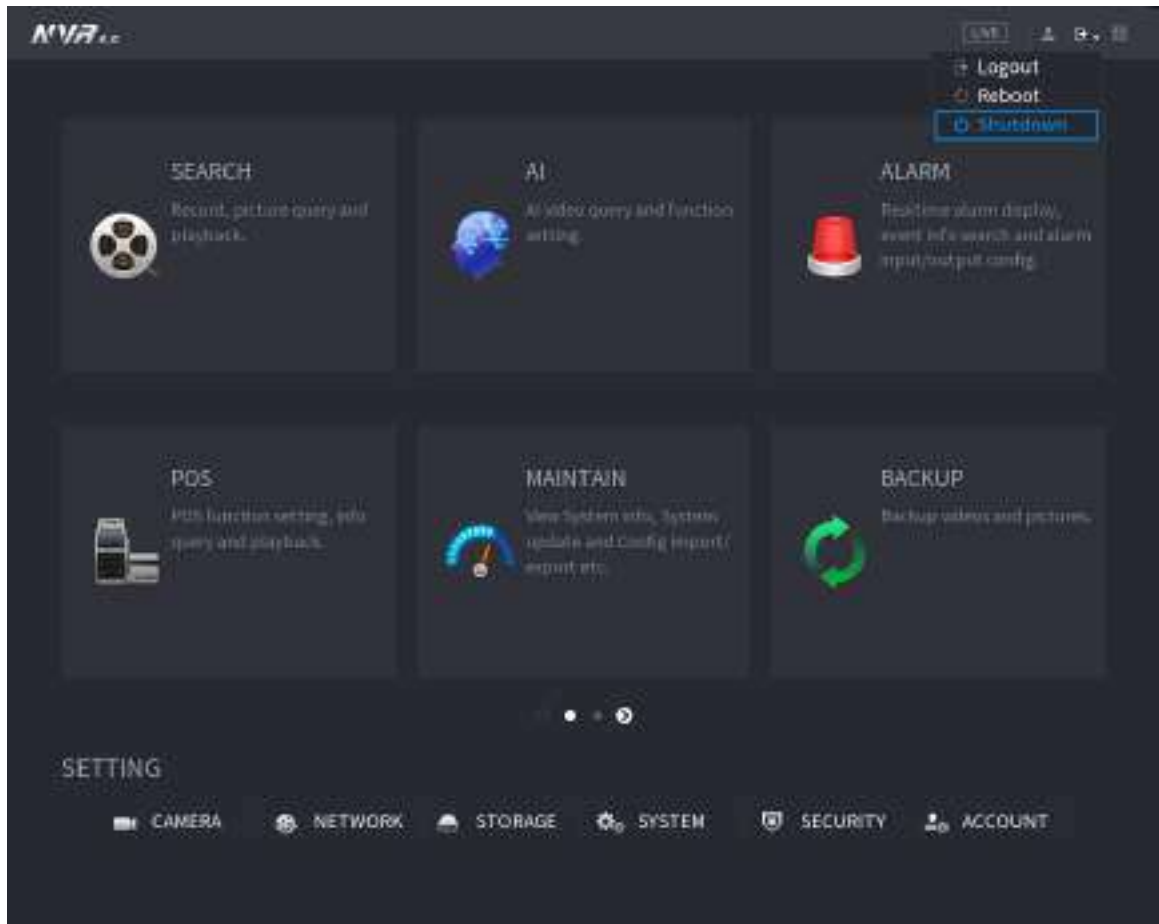 NVR 4.0
LIVE
Logout
Reboot
Shutdown
SEARCH
Record, picture query and
playback.
AI
AI video query and function
setting.
ALARM
Realtime alarm display,
event info search and alarm
input/output config.
POS
POS function setting, info
query and playback.
MAINTAIN
View System info, System
update and Config import/
export etc.
BACKUP
Backup videos and pictures.
SETTING
CAMERA
NETWORK
STORAGE
SYSTEM
SECURITY
ACCOUNT